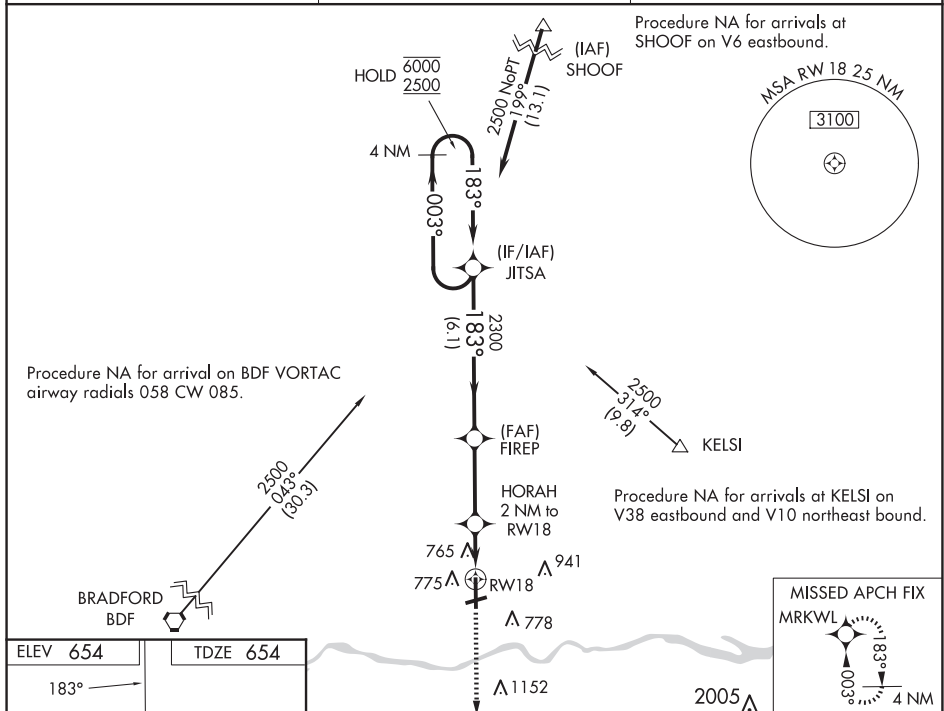 Procedure NA for arrivals at
SHOOF on V6 eastbound.
(IAF)
SHOOF
HOLD 6000
2500
2500 NoPT
199°
(13.1)
MSA RW 18 25 NM
3100
4 NM
183°
003°
(IF/IAF)
JITSA
2300
183°
(6.1)
Procedure NA for arrival on BDF VORTAC
airway radials 058 CW 085.
2500
314°
(9.8)
KELSI
(FAF)
FIREP
2500
043°
(30.3)
HORAH
2 NM to
RW18
Procedure NA for arrivals at KELSI on
V38 eastbound and V10 northeast bound.
765
941
775
RW18
BRADFORD
BDF
778
MISSED APCH FIX
MRKWL
183°
003°
4 NM
ELEV 654
TDZE 654
183°
1152
2005